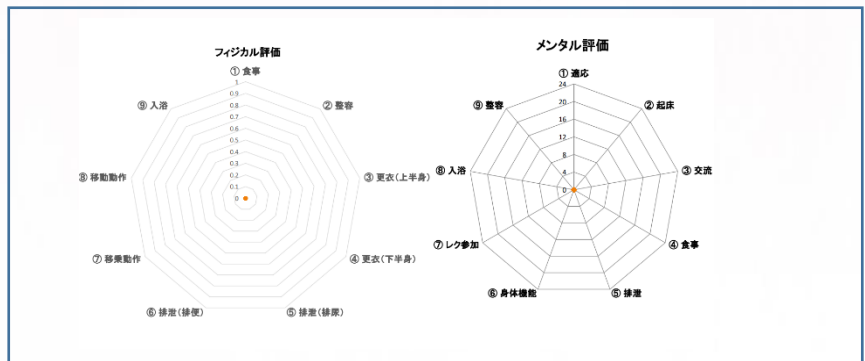 フィジカル評価
① 食事
② 整容
③ 更衣(上半身)
④ 更衣(下半身)
⑤ 排泄(排尿)
⑥ 排泄(排便)
⑦ 移乗動作
⑧ 移動動作
⑨ 入浴
1
0.9
0.8
0.7
0.6
0.5
0.4
0.3
0.2
0.1
0
メンタル評価
① 適応
② 起床
③ 交流
④ 食事
⑤ 排泄
⑥ 身体機能
⑦ レク参加
⑧ 入浴
⑨ 整容
24
20
16
12
8
4
0